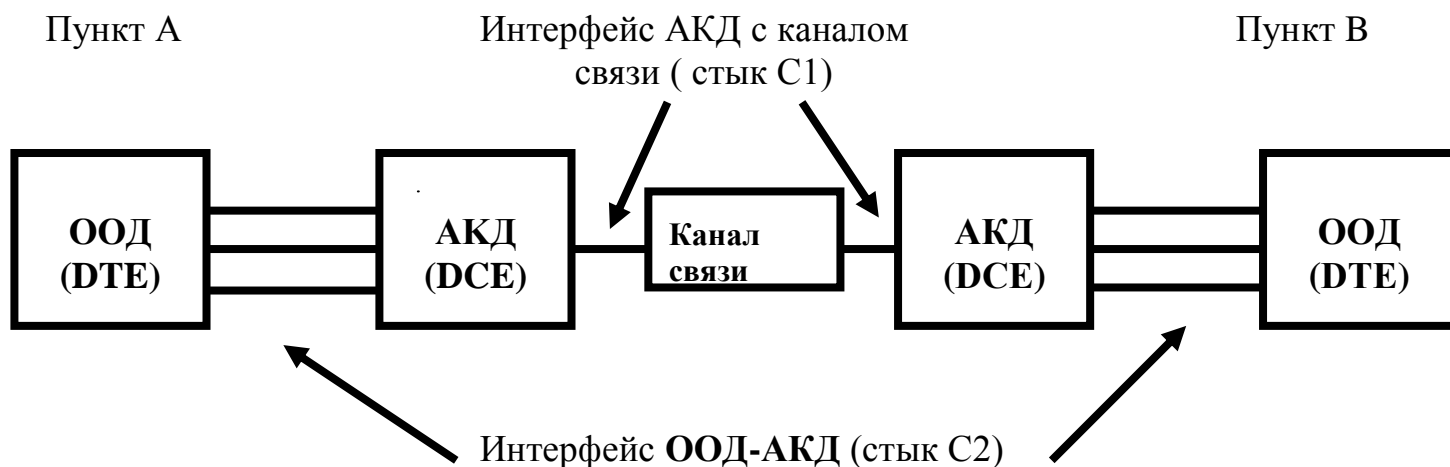 Пункт А
Интерфейс АКД с каналом
связи ( стык С1)
Пункт В
ООД
(DTE)
АКД
(DCE)
Канал
связи
АКД
(DCE)
ООД
(DTE)
Интерфейс ООД-АКД (стык С2)